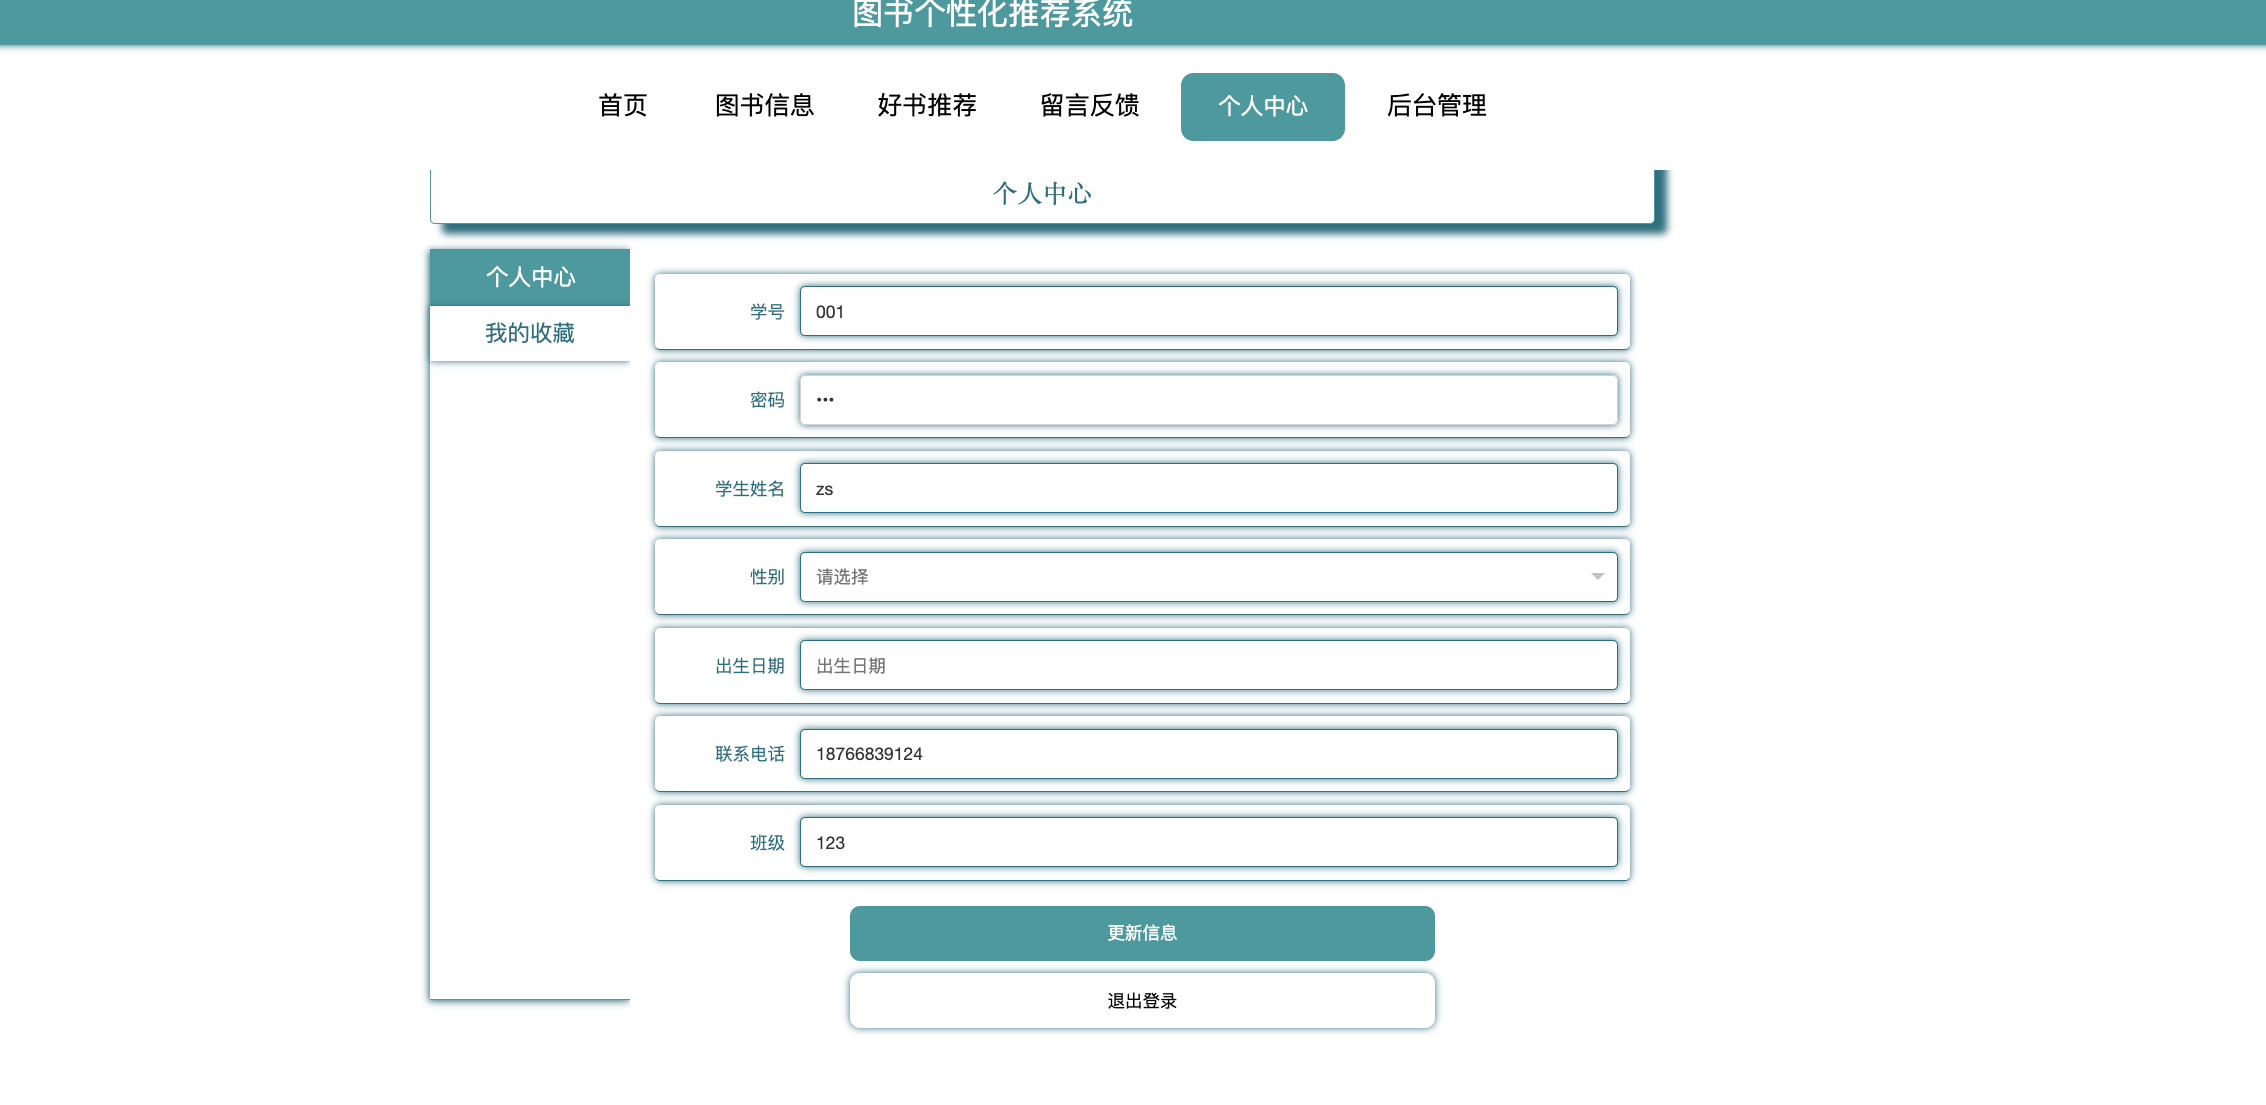 图书个性化推荐系统
首页 图书信息 好书推荐 留言反馈 个人中心 后台管理
个人中心
个人中心
我的收藏
学号 001
密码 •••
学生姓名 zs
性别 请选择
出生日期 出生日期
联系电话 18766839124
班级 123
更新信息
退出登录